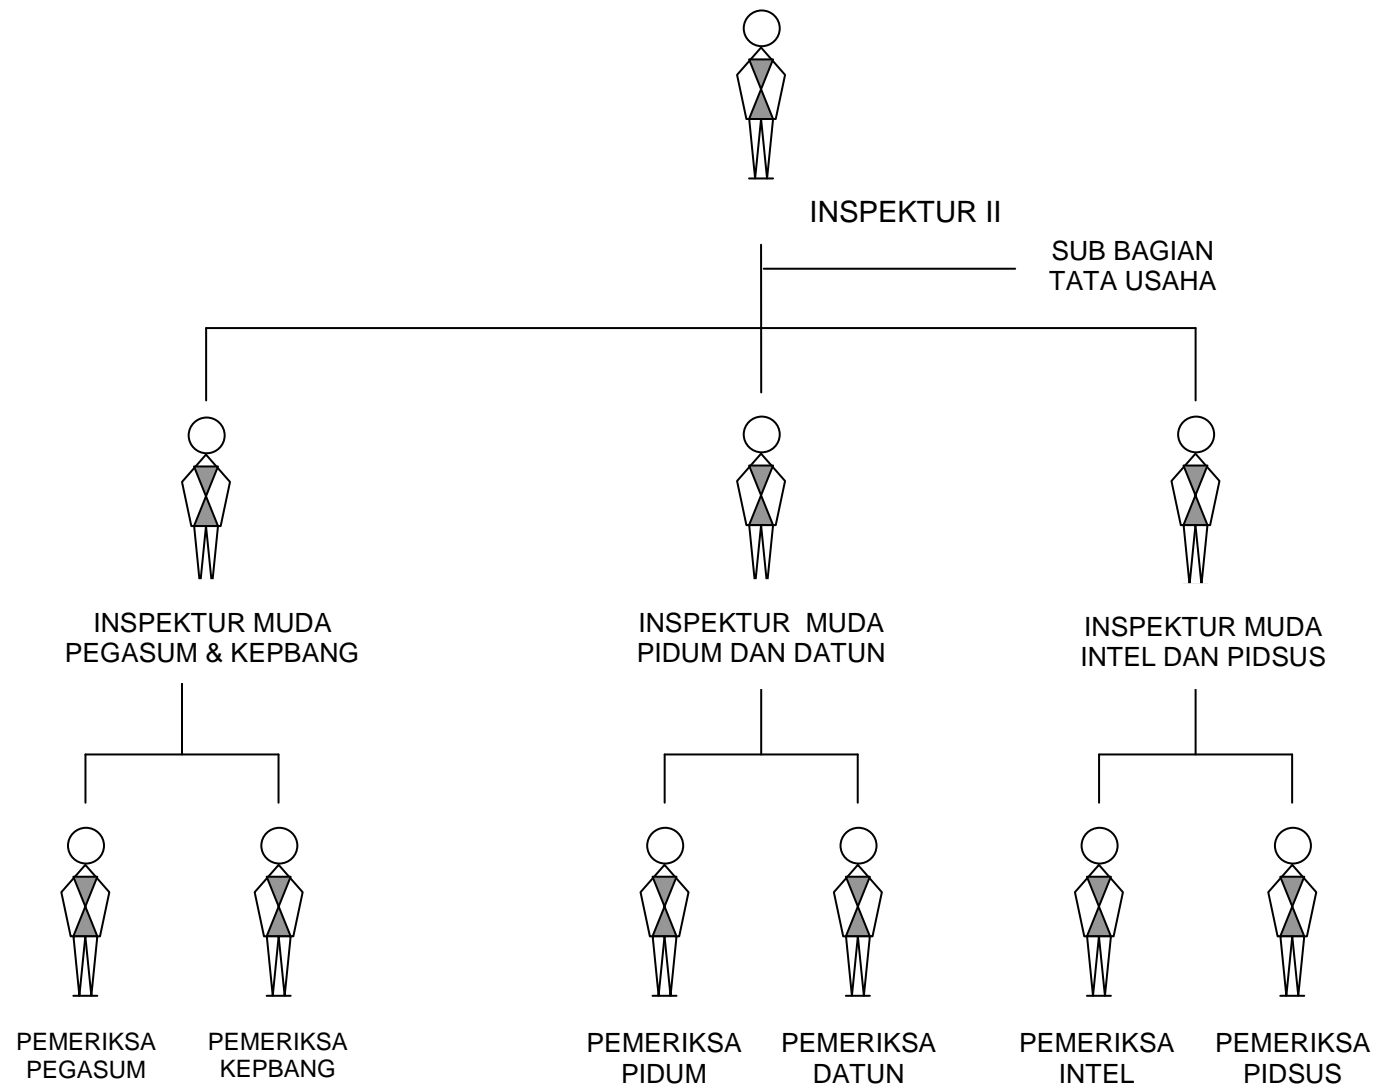 INSPEKTUR II
SUB BAGIAN
TATA USAHA
INSPEKTUR MUDA
PEGASUM & KEPBANG
INSPEKTUR MUDA
PIDUM DAN DATUN
INSPEKTUR MUDA
INTEL DAN PIDSUS
PEMERIKSA
PEGASUM
PEMERIKSA
KEPBANG
PEMERIKSA
PIDUM
PEMERIKSA
DATUN
PEMERIKSA
INTEL
PEMERIKSA
PIDSUS